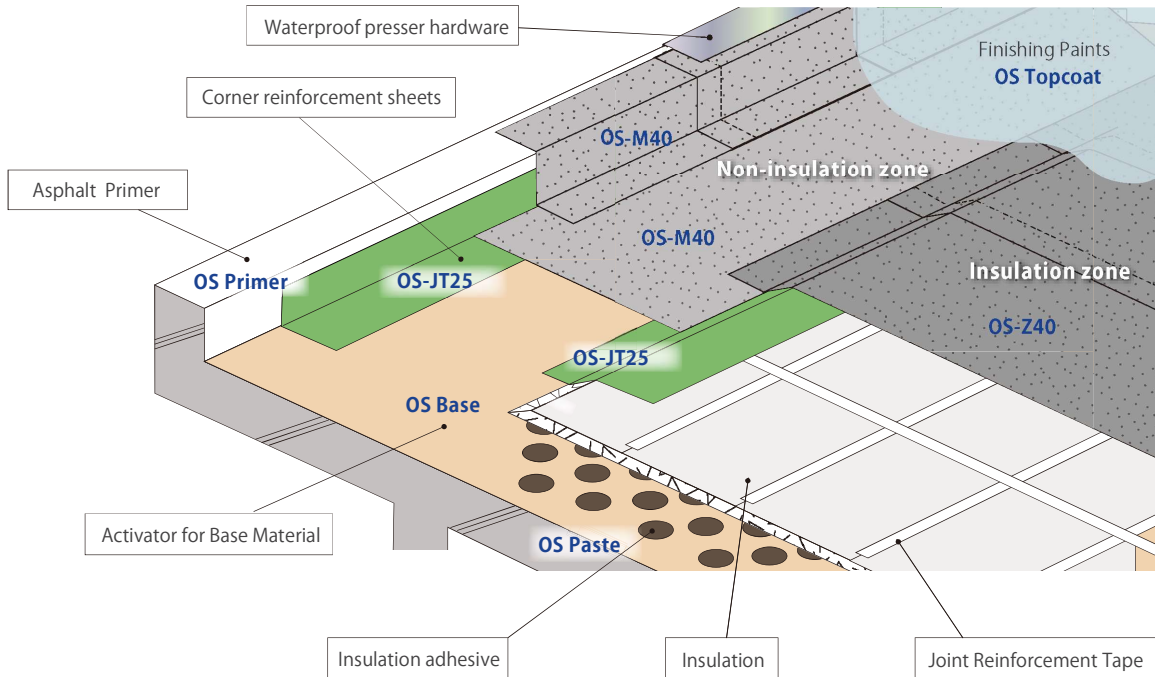 Waterproof presser hardware
Finishing Paints
OS Topcoat
Corner reinforcement sheets
OS-M40
Non-insulation zone
Asphalt Primer
OS-M40
OS Primer
OS-JT25
Insulation zone
OS-Z40
OS-JT25
OS Base
Activator for Base Material
OS Paste
Insulation adhesive
Insulation
Joint Reinforcement Tape